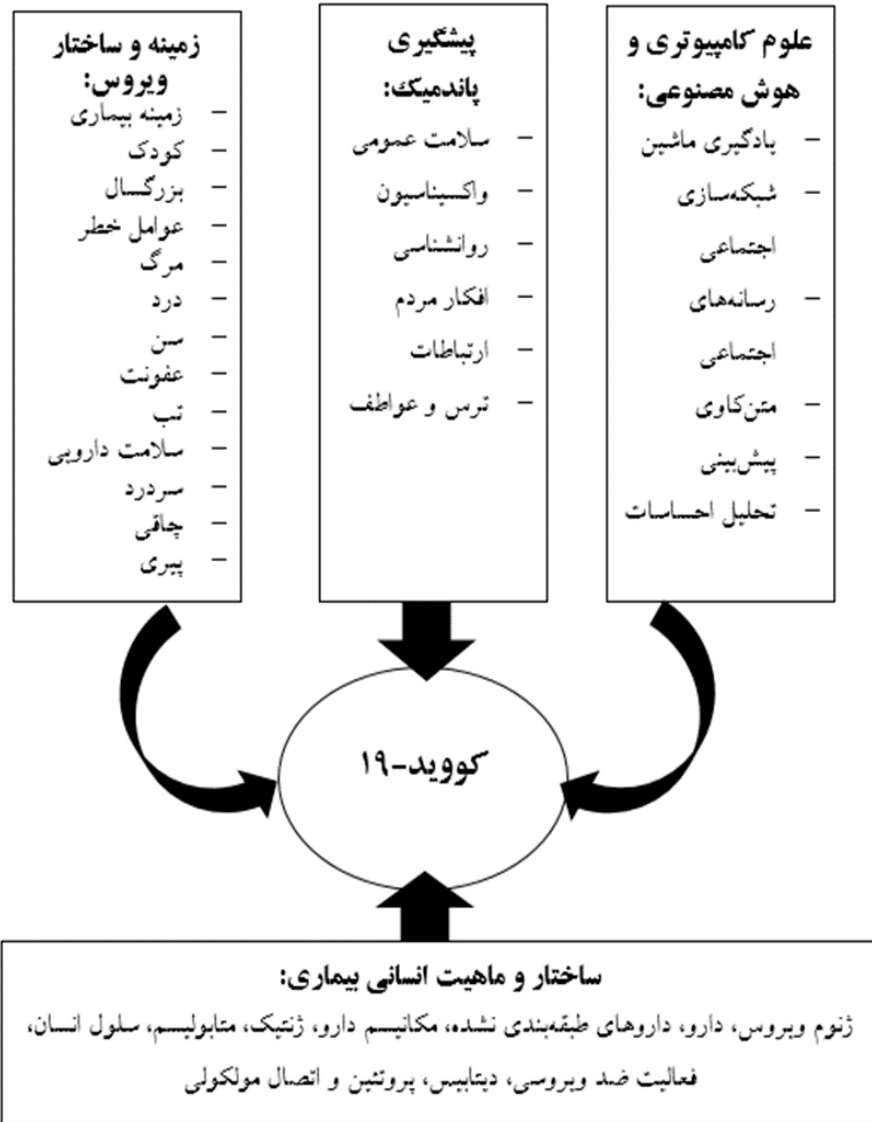 علوم کامپیوتری و
هوش مصنوعی:
- یادگیری ماشین
- شبکه‌سازی
اجتماعی
- رسانه‌های
اجتماعی
- متن‌کاوی
- پیش‌بینی
- تحلیل احساسات
پیشگیری
پاندمیک:
- سلامت عمومی
- واکسیناسیون
- روانشناسی
- افکار مردم
- ارتباطات
- ترس و عواطف
زمینه و ساختار
ویروس:
- زمینه بیماری
- کودک
- بزرگسال
- عوامل خطر
- مرگ
- درد
- سن
- عفونت
- تب
- سلامت دارویی
- سردرد
- چاقی
- پیری
کووید-۱۹
ساختار و ماهیت انسانی بیماری:
ژنوم ویروس، دارو، داروهای طبقه‌بندی نشده، مکانیسم دارو، ژنتیک، متابولیسم، سلول انسان،
فعالیت ضد ویروسی، دیتابیس، پروتئین و اتصال مولکولی